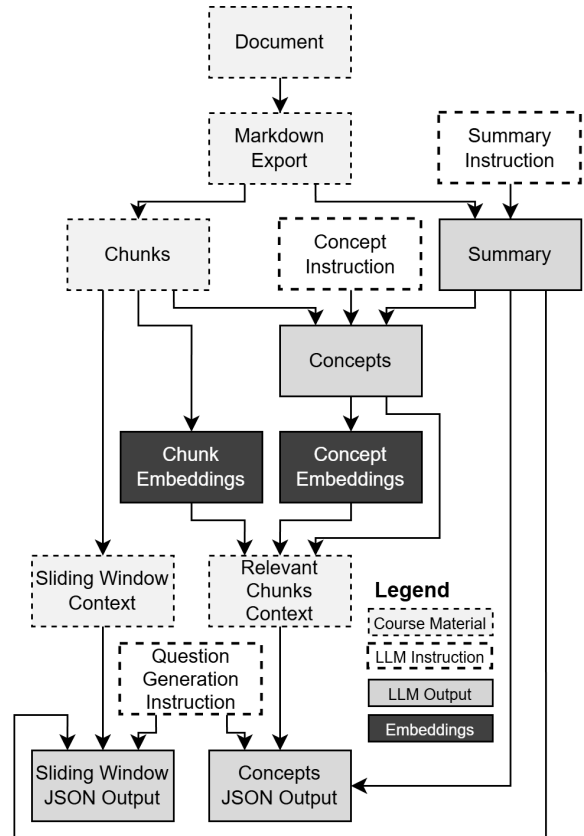 Document
Markdown
Export
Summary
Instruction
Chunks
Concept
Instruction
Summary
Concepts
Chunk
Embeddings
Concept
Embeddings
Sliding Window
Context
Relevant
Chunks
Context
Legend
Course Material
LLM Instruction
LLM Output
Embeddings
Question
Generation
Instruction
Sliding Window
JSON Output
Concepts
JSON Output